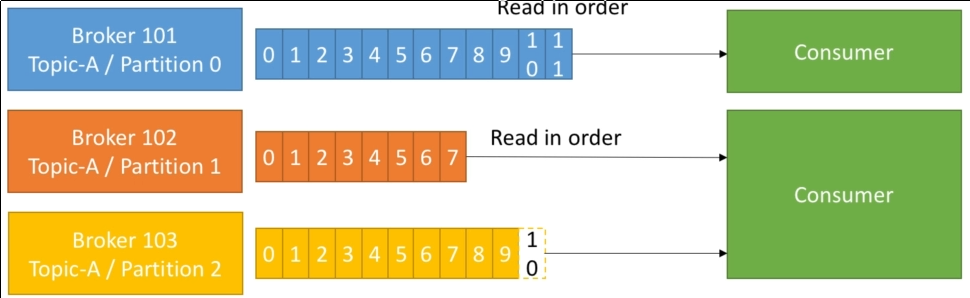 Read in order
Broker 101
Topic-A / Partition 0
0 1 2 3 4 5 6 7 8 9 10 11
Consumer
Broker 102
Topic-A / Partition 1
0 1 2 3 4 5 6 7
Read in order
Consumer
Broker 103
Topic-A / Partition 2
0 1 2 3 4 5 6 7 8 9 10